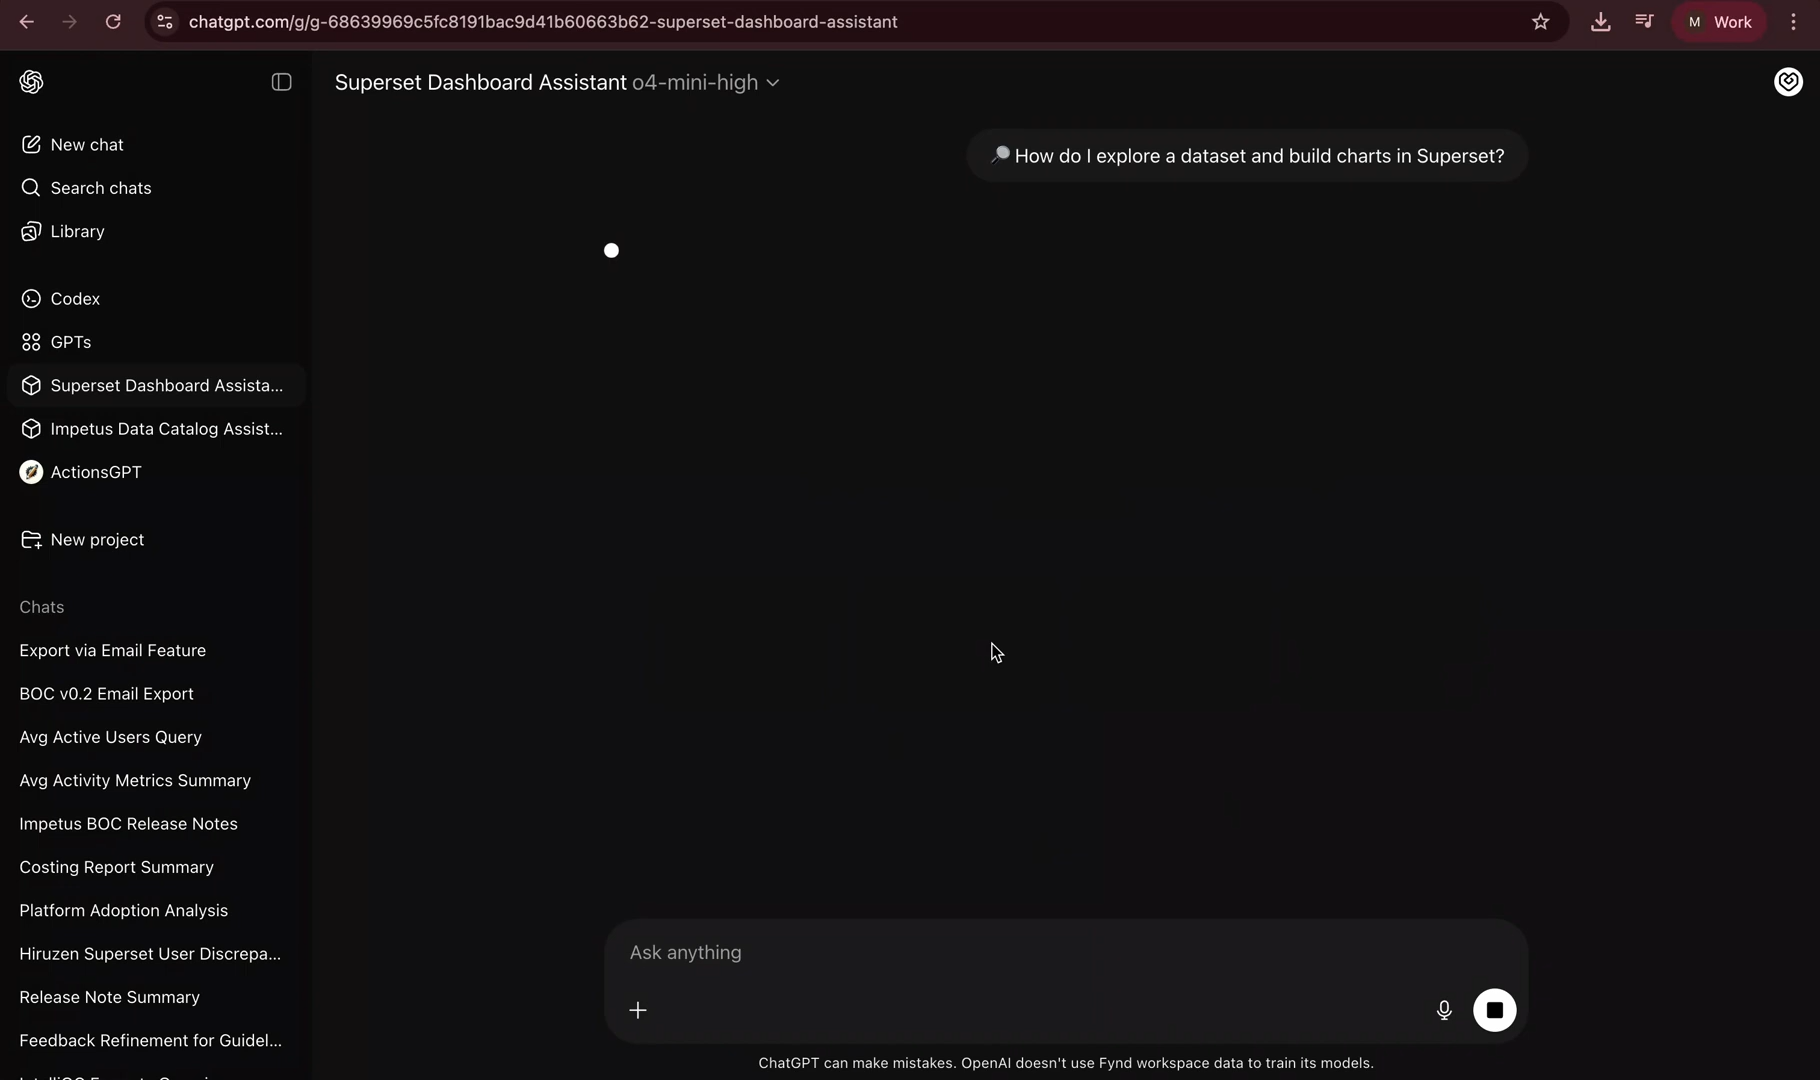 chatgpt.com/g/g-68639969c5fc8191bac9d41b60663b62-superset-dashboard-assistant
M Work
Superset Dashboard Assistant o4-mini-high
New chat
Search chats
Library
Codex
GPTs
Superset Dashboard Assista...
Impetus Data Catalog Assist...
ActionsGPT
New project
Chats
Export via Email Feature
BOC v0.2 Email Export
Avg Active Users Query
Avg Activity Metrics Summary
Impetus BOC Release Notes
Costing Report Summary
Platform Adoption Analysis
Hiruzen Superset User Discrepa...
Release Note Summary
Feedback Refinement for Guidel...
🔎 How do I explore a dataset and build charts in Superset?
Ask anything
ChatGPT can make mistakes. OpenAI doesn't use Fynd workspace data to train its models.